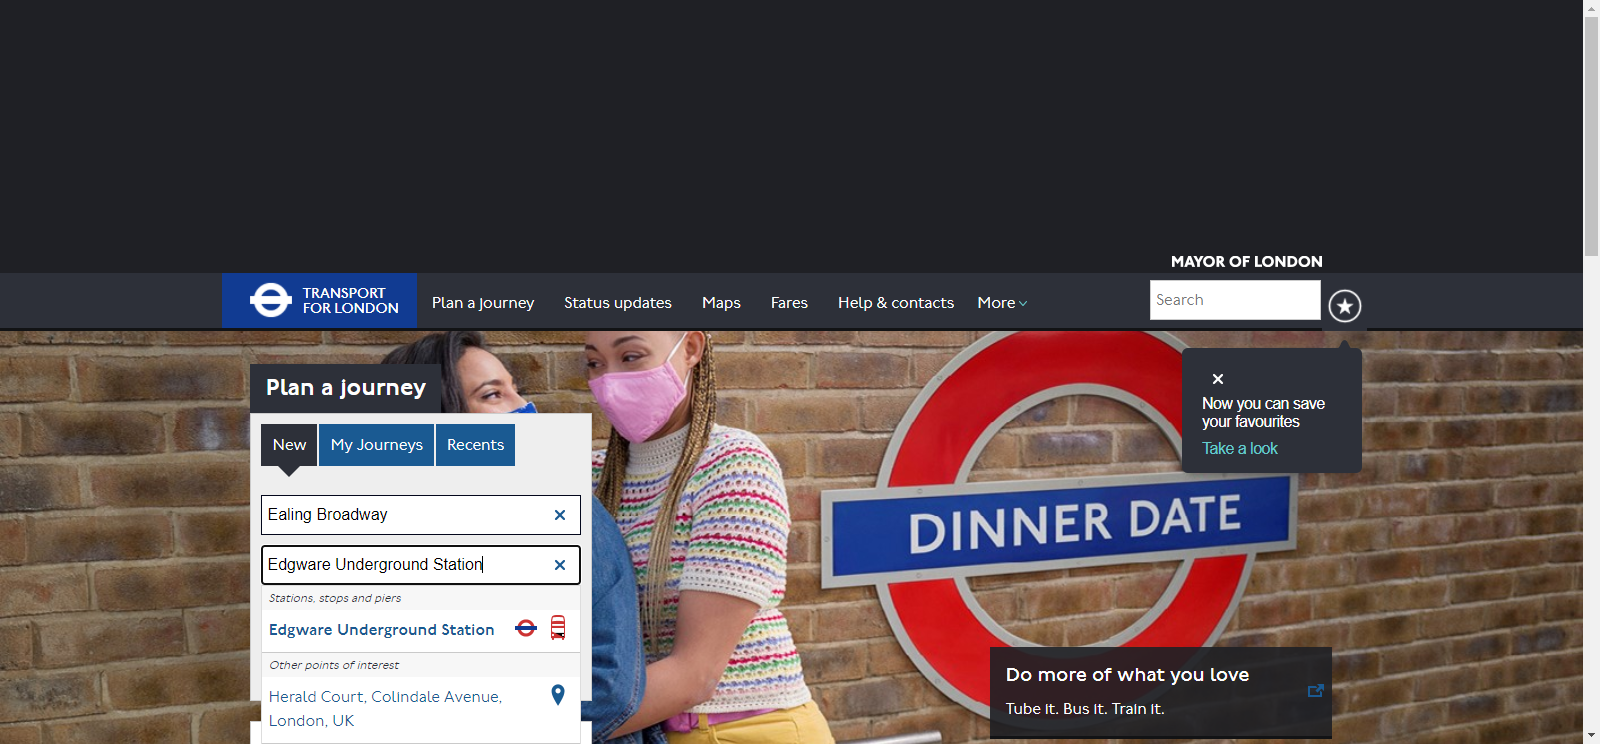 MAYOR OF LONDON
TRANSPORT
FOR LONDON
Plan a journey
Status updates
Maps
Fares
Help & contacts
More
Search
Plan a journey
New
My Journeys
Recents
Ealing Broadway
Edgware Underground Station
Stations, stops and piers
Edgware Underground Station
Other points of interest
Herald Court, Colindale Avenue,
London, UK
Now you can save
your favourites
Take a look
DINNER DATE
Do more of what you love
Tube it. Bus it. Train it.